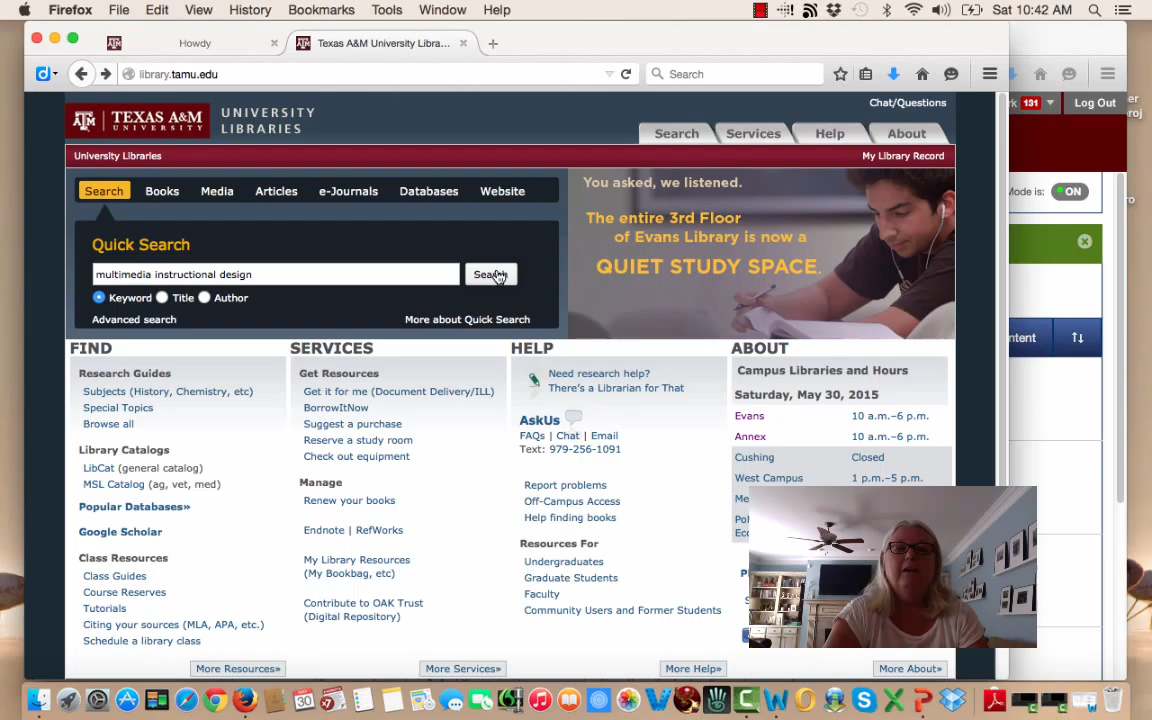 Firefox File Edit View History Bookmarks Tools Window Help Sat 10:42 AM
Howdy Texas A&M University Libra...
library.tamu.edu Search
TEXAS A&M UNIVERSITY
UNIVERSITY LIBRARIES
Chat/Questions
131 Log Out
Search Services Help About
University Libraries My Library Record
Mode is: ON
Search Books Media Articles e-Journals Databases Website
Quick Search
multimedia instructional design Search
Keyword Title Author
Advanced search More about Quick Search
You asked, we listened.
The entire 3rd Floor
of Evans Library is now a
QUIET STUDY SPACE.
FIND
Research Guides
Subjects (History, Chemistry, etc)
Special Topics
Browse all
Library Catalogs
LibCat (general catalog)
MSL Catalog (ag, vet, med)
Popular Databases»
Google Scholar
Class Resources
Class Guides
Course Reserves
Tutorials
Citing your sources (MLA, APA, etc.)
Schedule a library class
More Resources»
SERVICES
Get Resources
Get it for me (Document Delivery/ILL)
BorrowItNow
Suggest a purchase
Reserve a study room
Check out equipment
Manage
Renew your books
Endnote | RefWorks
My Library Resources
(My Bookbag, etc)
Contribute to OAK Trust
(Digital Repository)
More Services»
HELP
Need research help?
There's a Librarian for That
AskUs
FAQs | Chat | Email
Text: 979-256-1091
Report problems
Off-Campus Access
Help finding books
Resources For
Undergraduates
Graduate Students
Faculty
Community Users and Former Students
More Help»
ABOUT
Campus Libraries and Hours
Saturday, May 30, 2015
Evans 10 a.m.–6 p.m.
Annex 10 a.m.–6 p.m.
Cushing Closed
West Campus 1 p.m.–5 p.m.
More About»